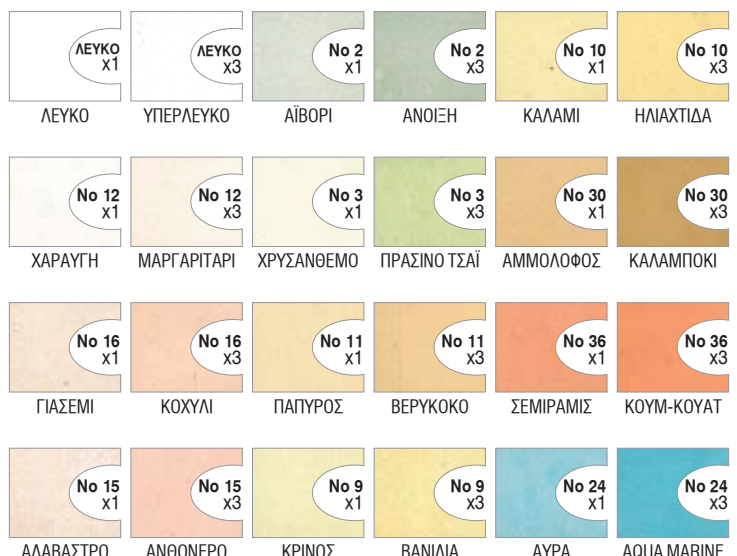 ΛΕΥΚΟ x1
ΛΕΥΚΟ x3
No 2 x1
No 2 x3
No 10 x1
No 10 x3
ΛΕΥΚΟ
ΥΠΕΡΛΕΥΚΟ
ΑΪΒΟΡΙ
ΑΝΟΙΞΗ
ΚΑΛΑΜΙ
ΗΛΙΑΧΤΙΔΑ
No 12 x1
No 12 x3
No 3 x1
No 3 x3
No 30 x1
No 30 x3
ΧΑΡΑΥΓΗ
ΜΑΡΓΑΡΙΤΑΡΙ
ΧΡΥΣΑΝΘΕΜΟ
ΠΡΑΣΙΝΟ ΤΣΑΪ
ΑΜΜΟΛΟΦΟΣ
ΚΑΛΑΜΠΟΚΙ
No 16 x1
No 16 x3
No 11 x1
No 11 x3
No 36 x1
No 36 x3
ΓΙΑΣΕΜΙ
ΚΟΧΥΛΙ
ΠΑΠΥΡΟΣ
ΒΕΡΥΚΟΚΟ
ΣΕΜΙΡΑΜΙΣ
ΚΟΥΜ-ΚΟΥΑΤ
No 15 x1
No 15 x3
No 9 x1
No 9 x3
No 24 x1
No 24 x3
ΑΛΑΒΑΣΤΡΟ
ΑΝΘΟΝΕΡΟ
ΚΡΙΝΟΣ
ΒΑΝΙΛΙΑ
ΑΥΡΑ
AQUA MARINE